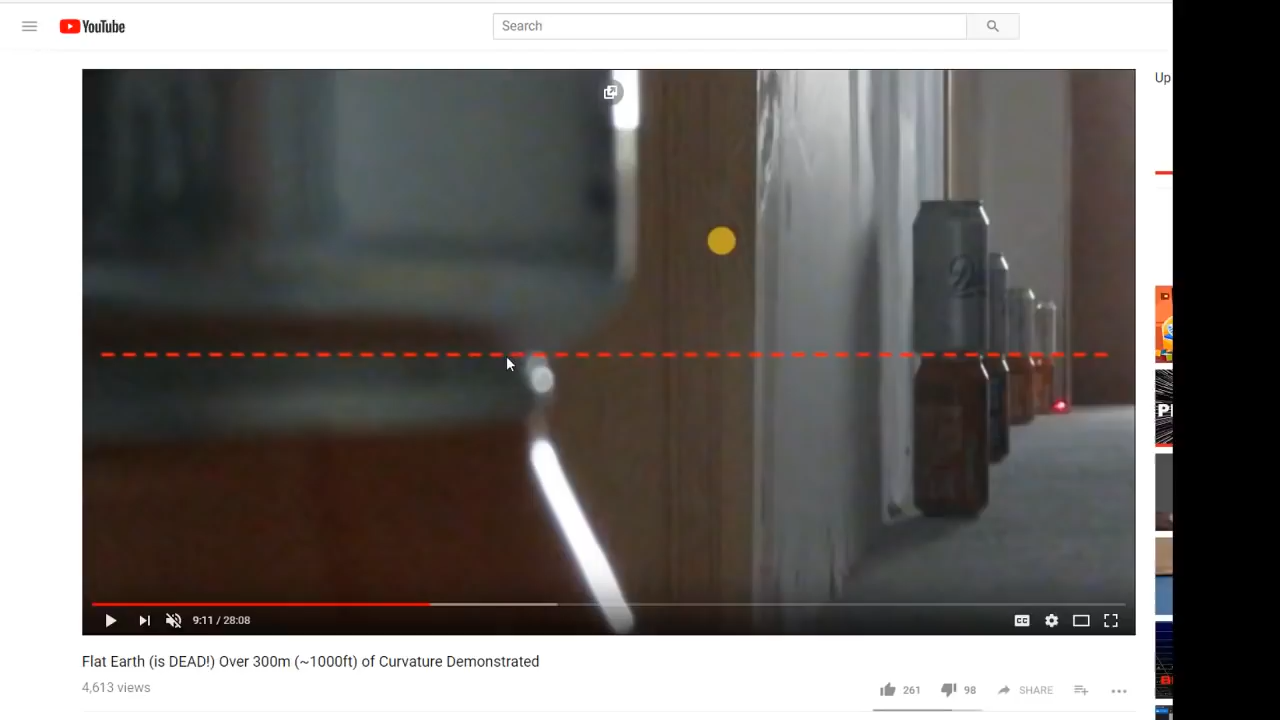 YouTube
Search
Up
9:11 / 28:08
CC
Flat Earth (is DEAD!) Over 300m (~1000ft) of Curvature Demonstrated
4,613 views
261
98
SHARE